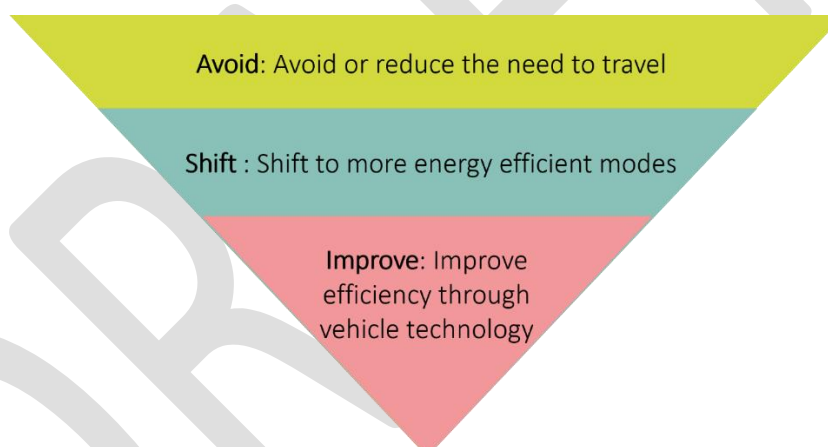 Avoid: Avoid or reduce the need to travel
Shift : Shift to more energy efficient modes
Improve: Improve
efficiency through
vehicle technology